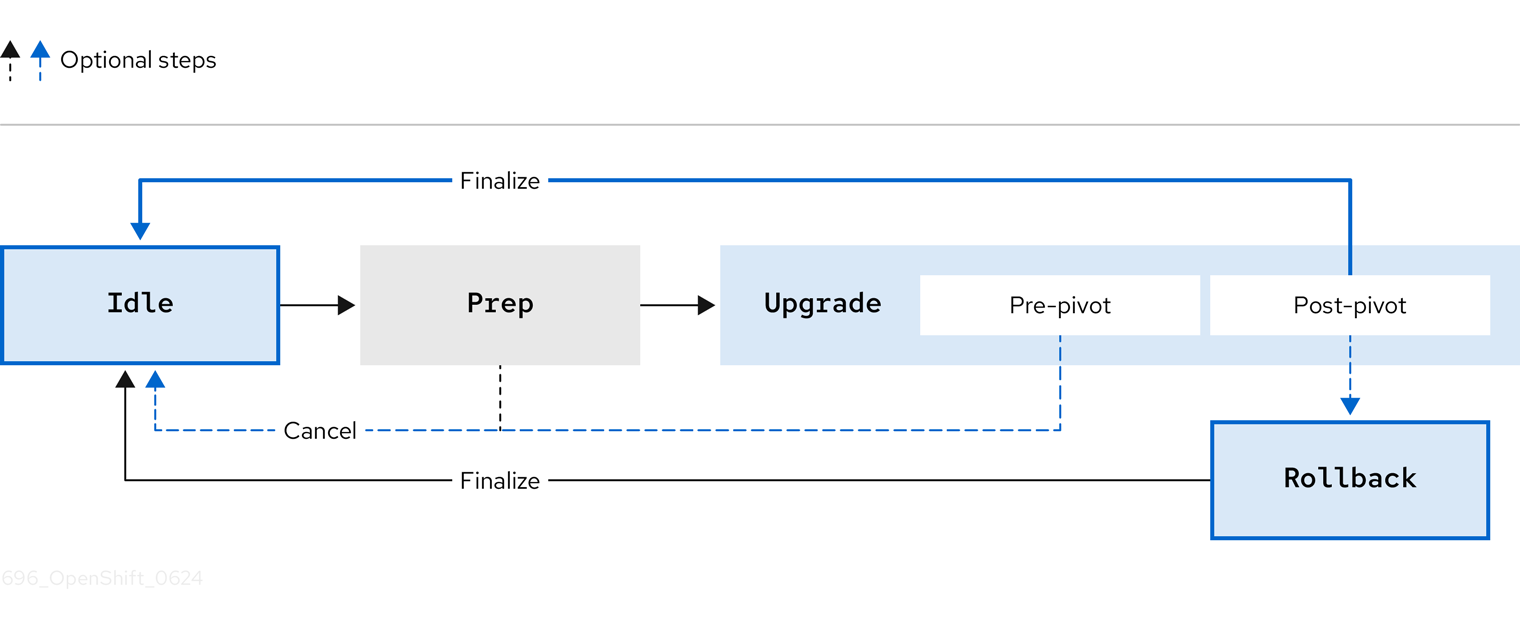 Optional steps
Finalize
Idle
Prep
Upgrade
Pre-pivot
Post-pivot
Cancel
Finalize
Rollback
696_OpenShift_0624